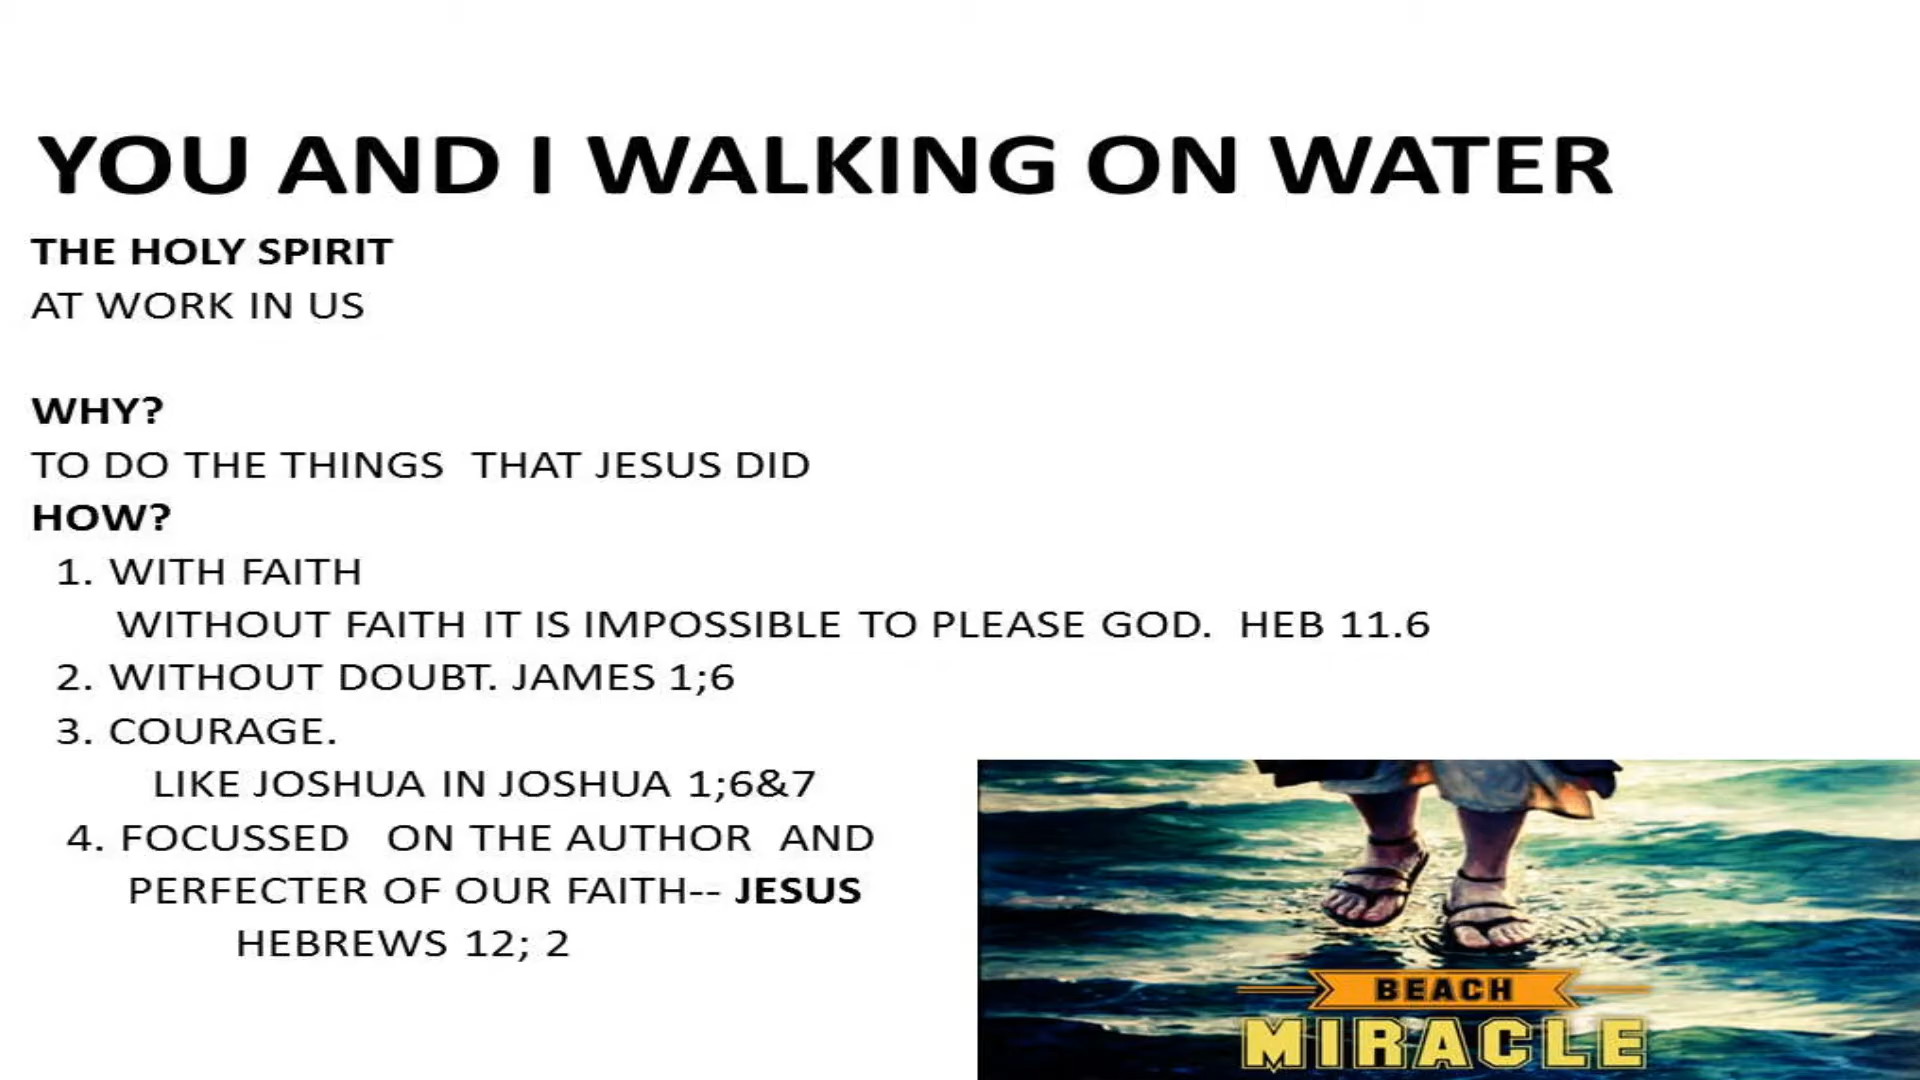 YOU AND I WALKING ON WATER
THE HOLY SPIRIT
AT WORK IN US
WHY?
TO DO THE THINGS THAT JESUS DID
HOW?
1. WITH FAITH
WITHOUT FAITH IT IS IMPOSSIBLE TO PLEASE GOD. HEB 11.6
2. WITHOUT DOUBT. JAMES 1;6
3. COURAGE.
LIKE JOSHUA IN JOSHUA 1;6&7
4. FOCUSSED ON THE AUTHOR AND
PERFECTER OF OUR FAITH-- JESUS
HEBREWS 12; 2
BEACH
MIRACLE